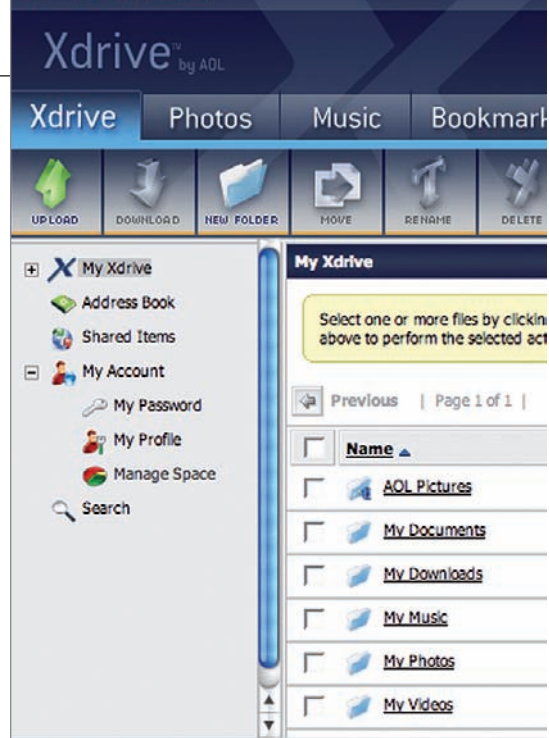 Xdrive™ by AOL
Xdrive Photos Music Bookmark
UPLOAD DOWNLOAD NEW FOLDER MOVE RENAME DELETE
My Xdrive
Address Book
Shared Items
My Account
My Password
My Profile
Manage Space
Search
My Xdrive
Select one or more files by clickin
above to perform the selected act
Previous | Page 1 of 1 |
Name
AOL Pictures
My Documents
My Downloads
My Music
My Photos
My Videos